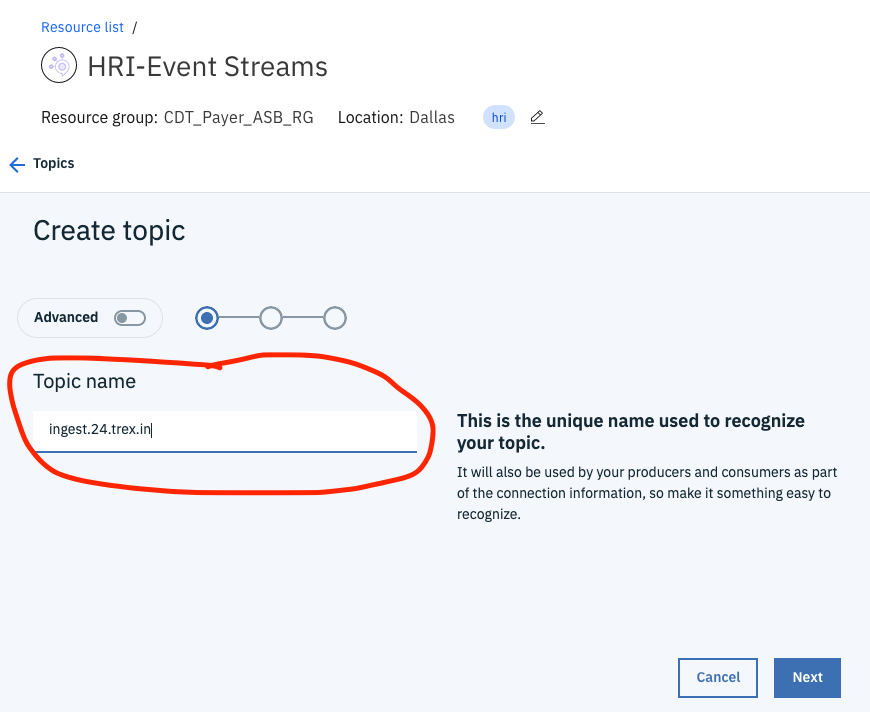 Resource list /
HRI-Event Streams
Resource group: CDT_Payer_ASB_RG Location: Dallas hri
Topics
Create topic
Advanced
Topic name
ingest.24.trex.in
This is the unique name used to recognize
your topic.
It will also be used by your producers and consumers as part
of the connection information, so make it something easy to
recognize.
Cancel Next